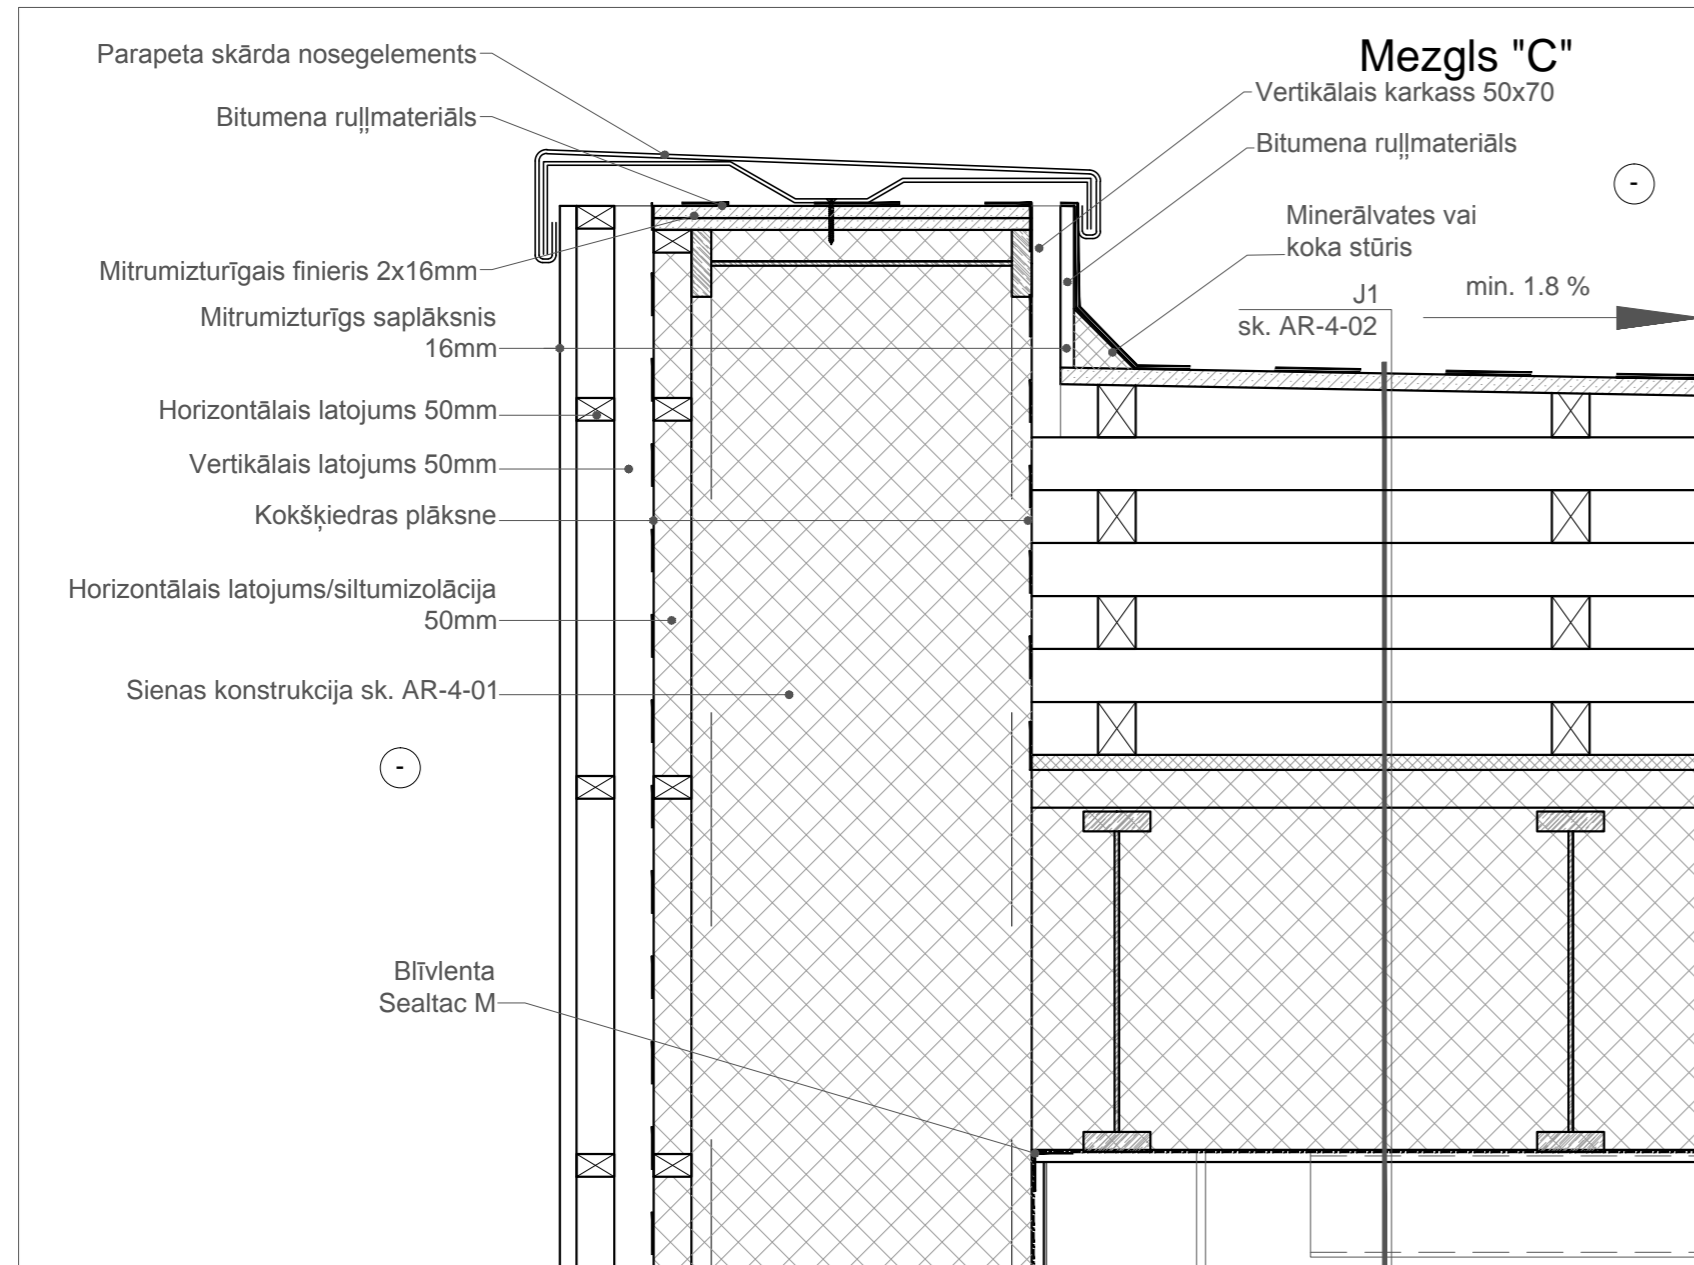 Mezgls "C"
Parapeta skārda nosegelements
Bitumena ruļļmateriāls
Mitrumizturīgais finieris 2x16mm
Mitrumizturīgs saplāksnis
16mm
Horizontālais latojums 50mm
Vertikālais latojums 50mm
Kokšķiedras plāksne
Horizontālais latojums/siltumizolācija
50mm
Sienas konstrukcija sk. AR-4-01
-
Blīvlenta
Sealtac M
Vertikālais karkass 50x70
Bitumena ruļļmateriāls
-
Minerālvates vai
koka stūris
J1
sk. AR-4-02
min. 1.8 %